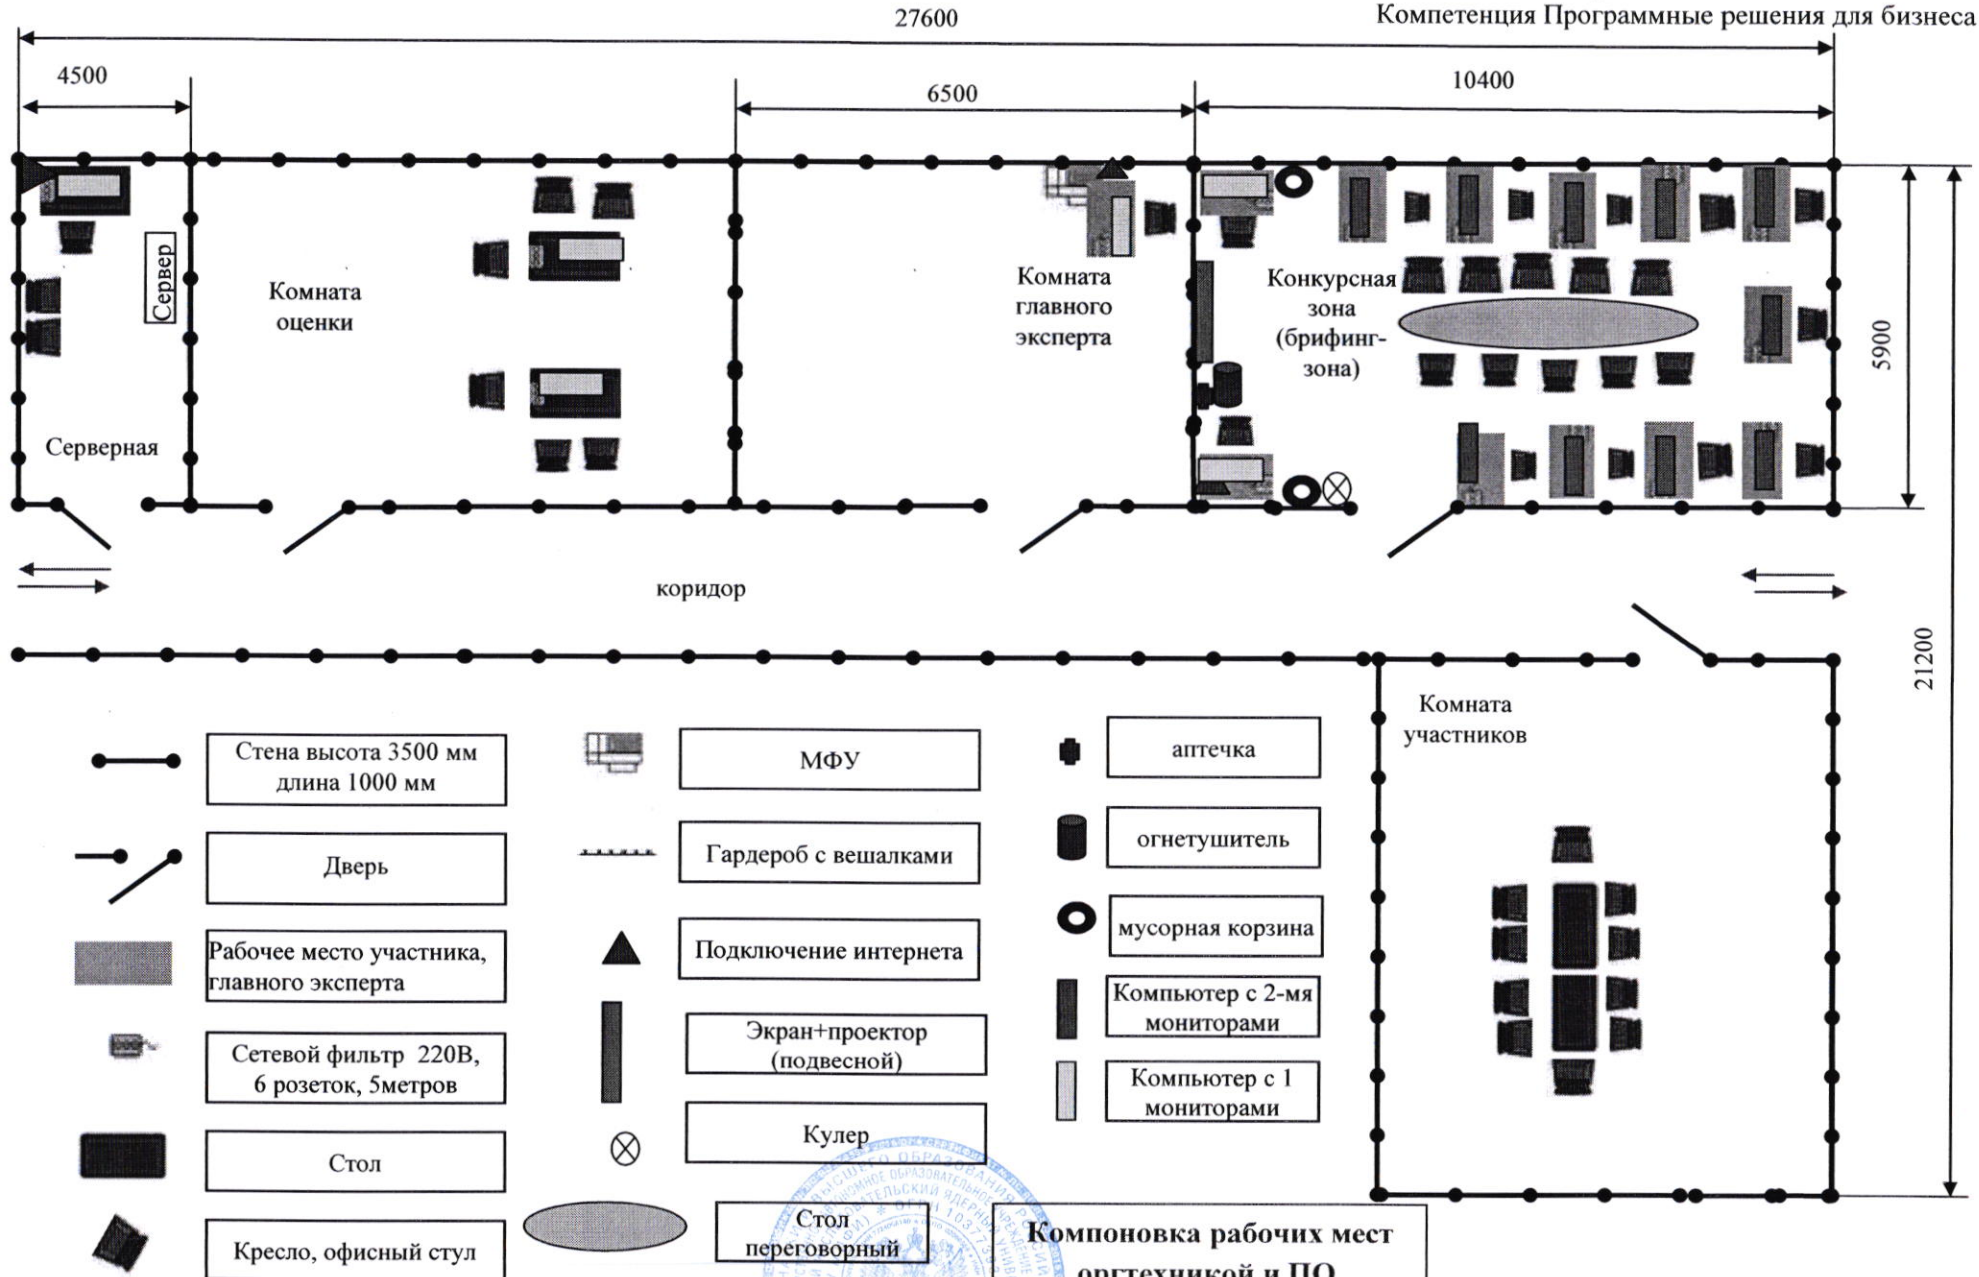 Компетенция Программные решения для бизнеса
27600
4500
6500
10400
Сервер
Комната
оценки
Серверная
Комната
главного
эксперта
Конкурсная
зона
(брифинг-
зона)
5900
21200
коридор
Комната
участников
Стена высота 3500 мм
длина 1000 мм
Дверь
Рабочее место участника,
главного эксперта
Сетевой фильтр 220В,
6 розеток, 5метров
Стол
Кресло, офисный стул
МФУ
Гардероб с вешалками
Подключение интернета
Экран+проектор
(подвесной)
Кулер
Стол
переговорный
аптечка
огнетушитель
мусорная корзина
Компьютер с 2-мя
мониторами
Компьютер с 1
мониторами
Компоновка рабочих мест
оргтехникой и ПО